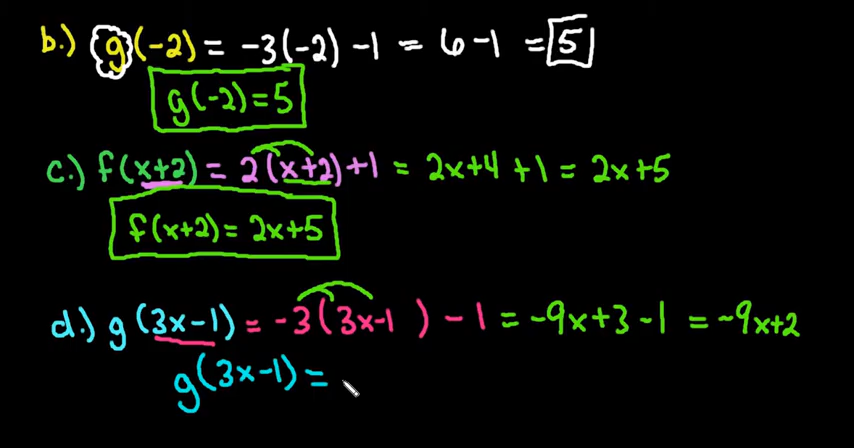 b.) g(-2) = -3(-2) - 1 = 6 - 1 = 5
g(-2) = 5
c.) f(x+2) = 2(x+2) + 1 = 2x+4 + 1 = 2x+5
f(x+2) = 2x+5
d.) g(3x-1) = -3(3x-1) - 1 = -9x+3 - 1 = -9x+2
g(3x-1) =